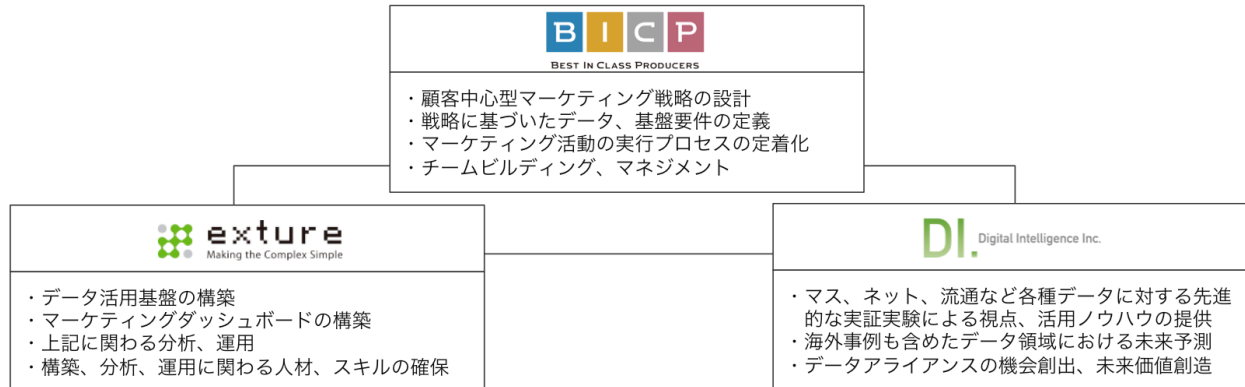 BICP
BEST IN CLASS PRODUCERS
・顧客中心型マーケティング戦略の設計
・戦略に基づいたデータ、基盤要件の定義
・マーケティング活動の実行プロセスの定着化
・チームビルディング、マネジメント
exture
Making the Complex Simple
・データ活用基盤の構築
・マーケティングダッシュボードの構築
・上記に関わる分析、運用
・構築、分析、運用に関わる人材、スキルの確保
DI. Digital Intelligence Inc.
・マス、ネット、流通など各種データに対する先進
的な実証実験による視点、活用ノウハウの提供
・海外事例も含めたデータ領域における未来予測
・データアライアンスの機会創出、未来価値創造